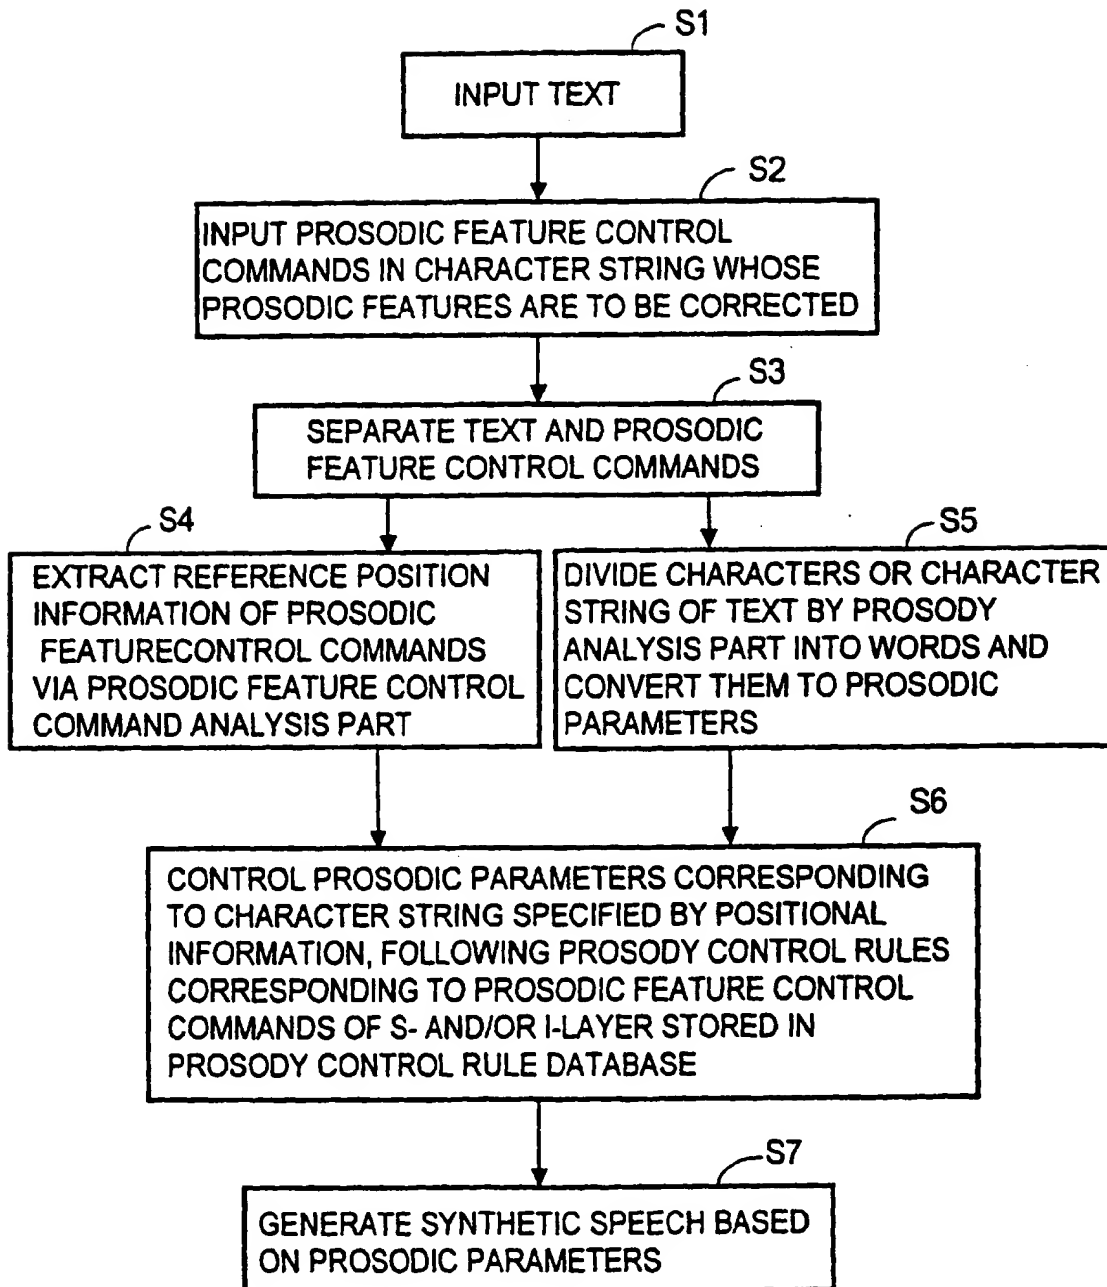 S1
INPUT TEXT
S2
INPUT PROSODIC FEATURE CONTROL
COMMANDS IN CHARACTER STRING WHOSE
PROSODIC FEATURES ARE TO BE CORRECTED
S3
SEPARATE TEXT AND PROSODIC
FEATURE CONTROL COMMANDS
S4
EXTRACT REFERENCE POSITION
INFORMATION OF PROSODIC
FEATURECONTROL COMMANDS
VIA PROSODIC FEATURE CONTROL
COMMAND ANALYSIS PART
S5
DIVIDE CHARACTERS OR CHARACTER
STRING OF TEXT BY PROSODY
ANALYSIS PART INTO WORDS AND
CONVERT THEM TO PROSODIC
PARAMETERS
S6
CONTROL PROSODIC PARAMETERS CORRESPONDING
TO CHARACTER STRING SPECIFIED BY POSITIONAL
INFORMATION, FOLLOWING PROSODY CONTROL RULES
CORRESPONDING TO PROSODIC FEATURE CONTROL
COMMANDS OF S- AND/OR I-LAYER STORED IN
PROSODY CONTROL RULE DATABASE
S7
GENERATE SYNTHETIC SPEECH BASED
ON PROSODIC PARAMETERS